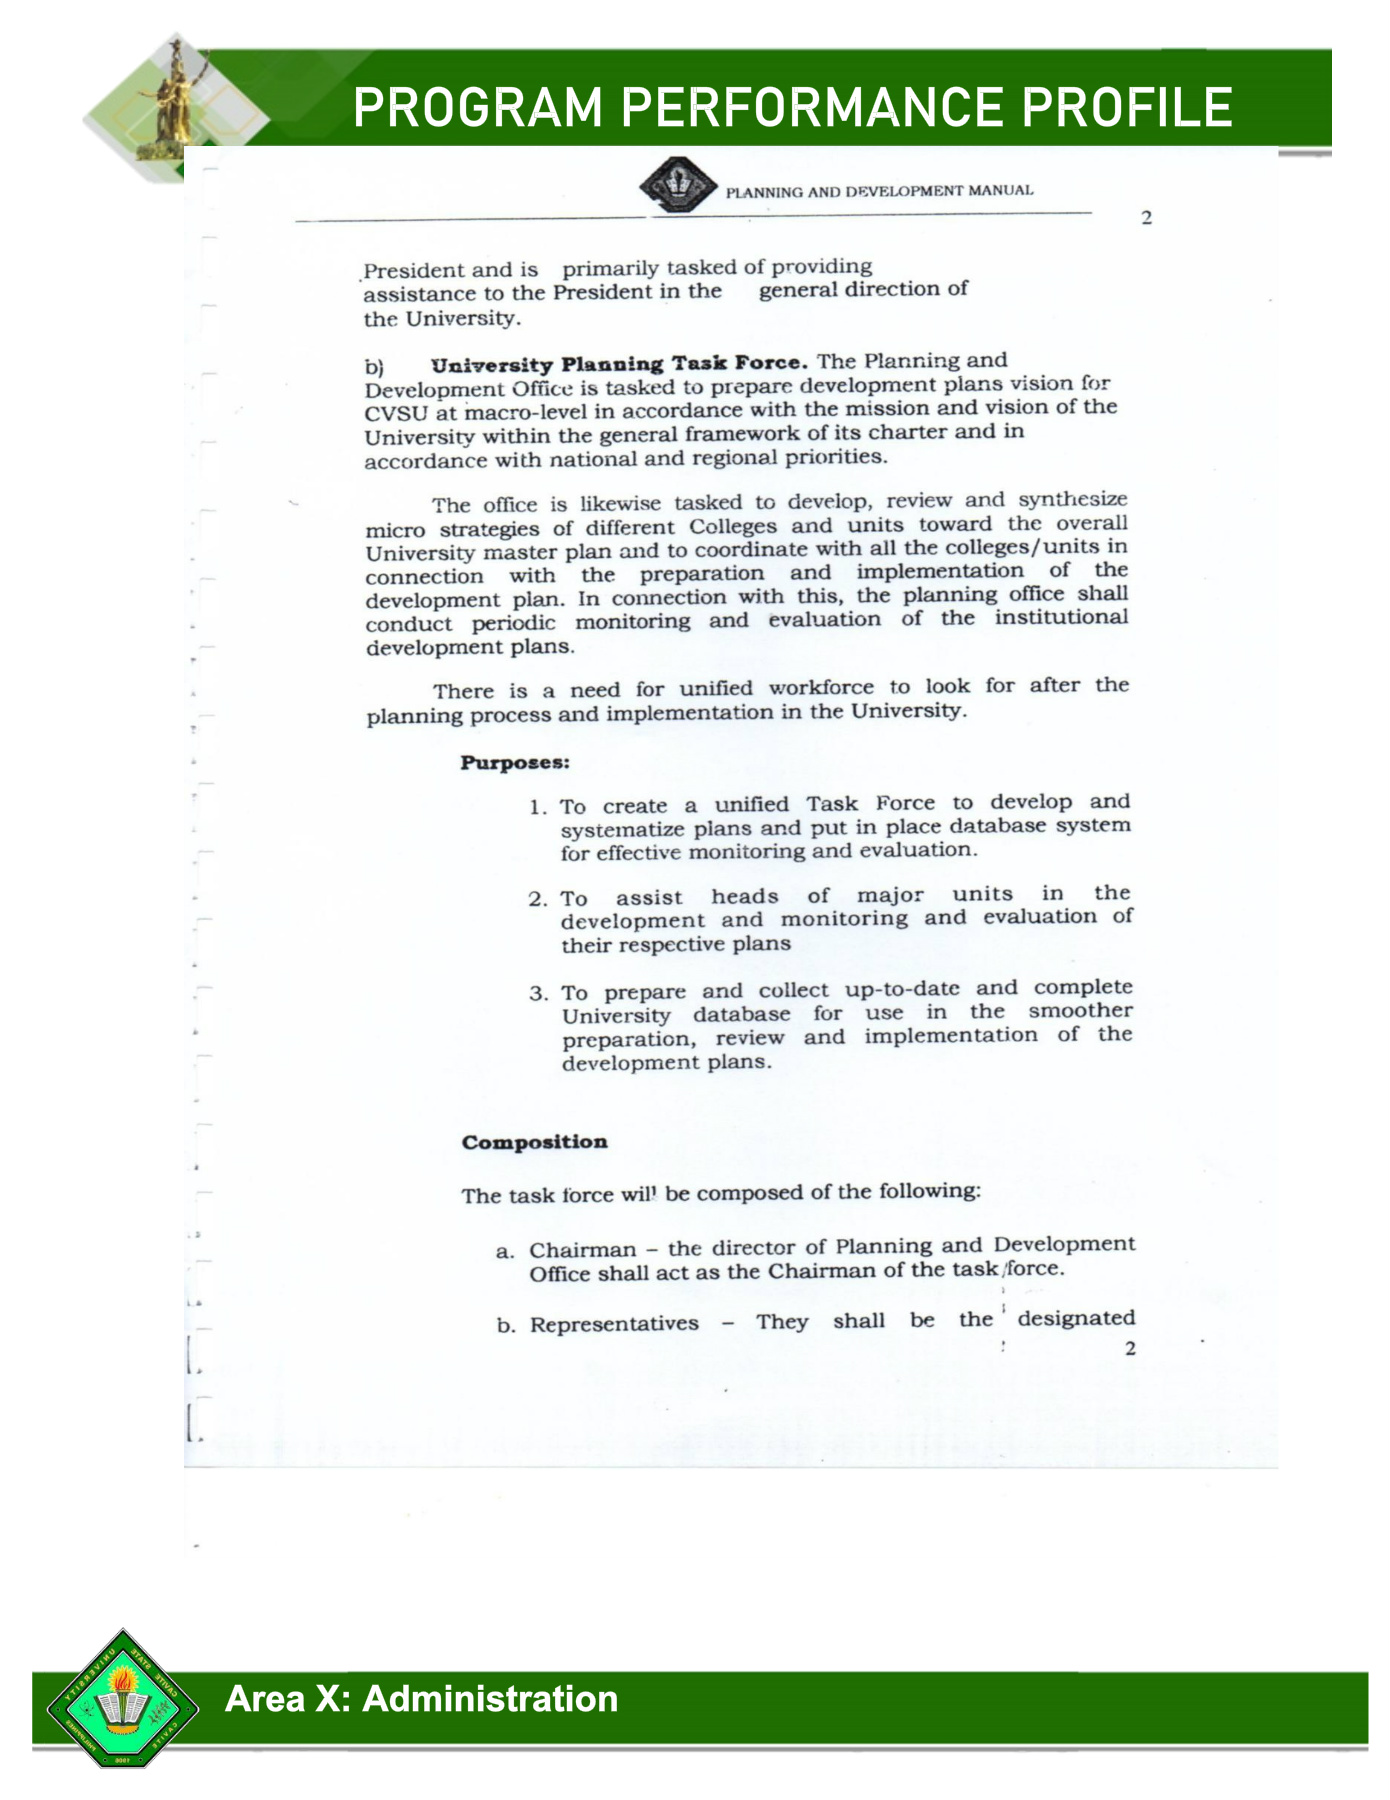 PROGRAM PERFORMANCE PROFILE
PLANNING AND DEVELOPMENT MANUAL
2
President and is primarily tasked of providing
assistance to the President in the general direction of
the University.
b) University Planning Task Force. The Planning and
Development Office is tasked to prepare development plans vision for
CVSU at macro-level in accordance with the mission and vision of the
University within the general framework of its charter and in
accordance with national and regional priorities.
The office is likewise tasked to develop, review and synthesize
micro strategies of different Colleges and units toward the overall
University master plan and to coordinate with all the colleges/units in
connection with the preparation and implementation of the
development plan. In connection with this, the planning office shall
conduct periodic monitoring and evaluation of the institutional
development plans.
There is a need for unified workforce to look for after the
planning process and implementation in the University.
Purposes:
1. To create a unified Task Force to develop and
systematize plans and put in place database system
for effective monitoring and evaluation.
2. To assist heads of major units in the
development and monitoring and evaluation of
their respective plans
3. To prepare and collect up-to-date and complete
University database for use in the smoother
preparation, review and implementation of the
development plans.
Composition
The task force will be composed of the following:
a. Chairman – the director of Planning and Development
Office shall act as the Chairman of the task force.
b. Representatives – They shall be the designated
2
CAVITE STATE UNIVERSITY
CAVITE
PHILIPPINES
1906
Area X: Administration